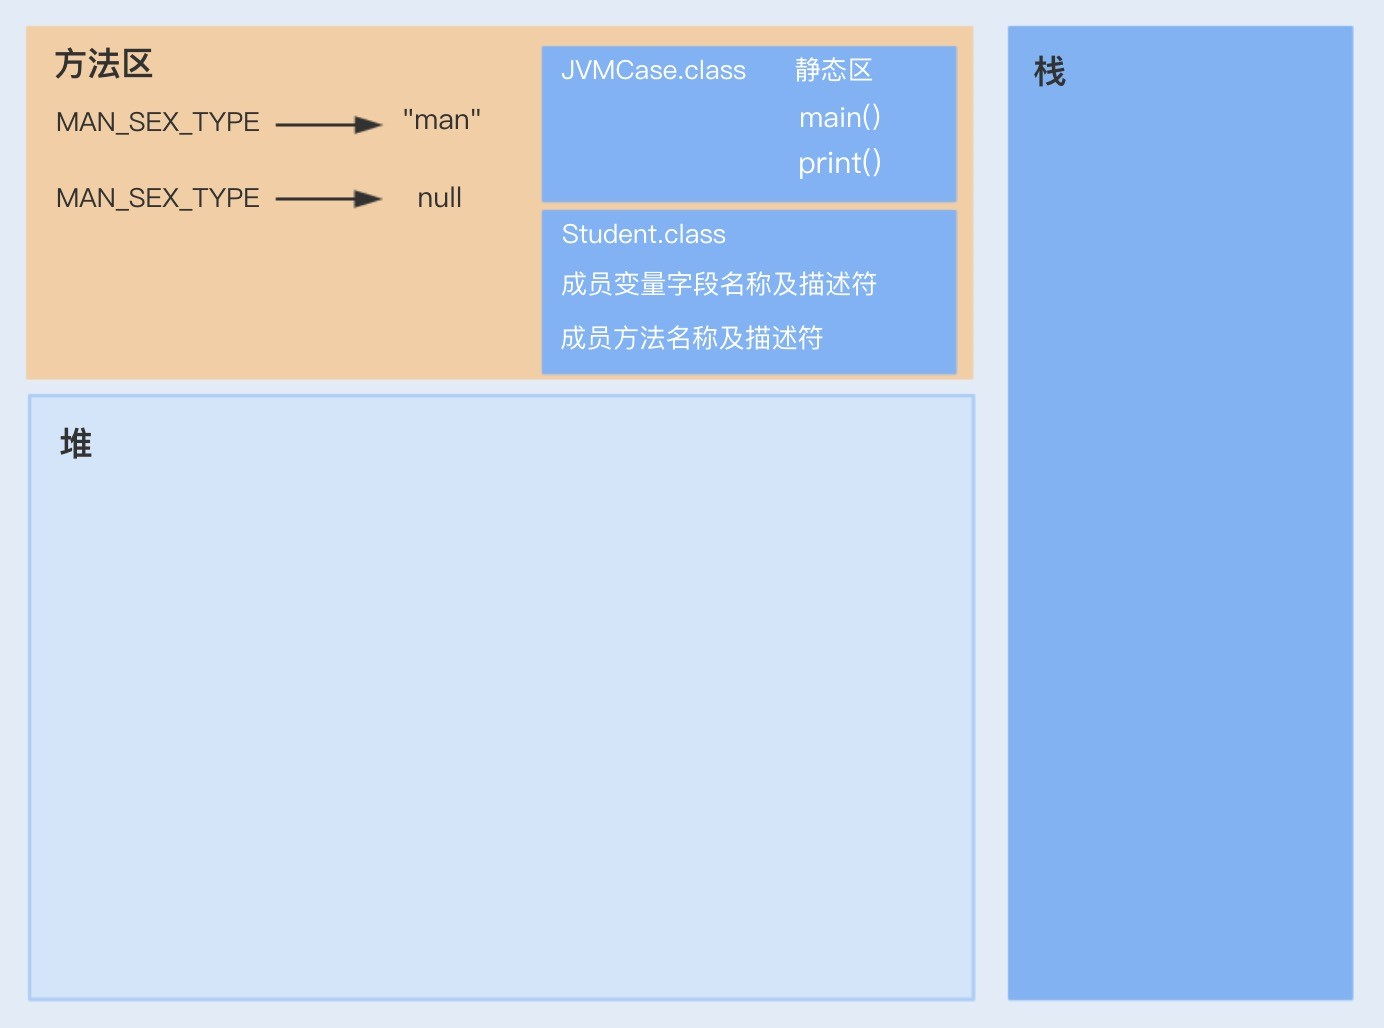 方法区
MAN_SEX_TYPE "man"
MAN_SEX_TYPE null
JVMCase.class 静态区
main()
print()
Student.class
成员变量字段名称及描述符
成员方法名称及描述符
堆
栈